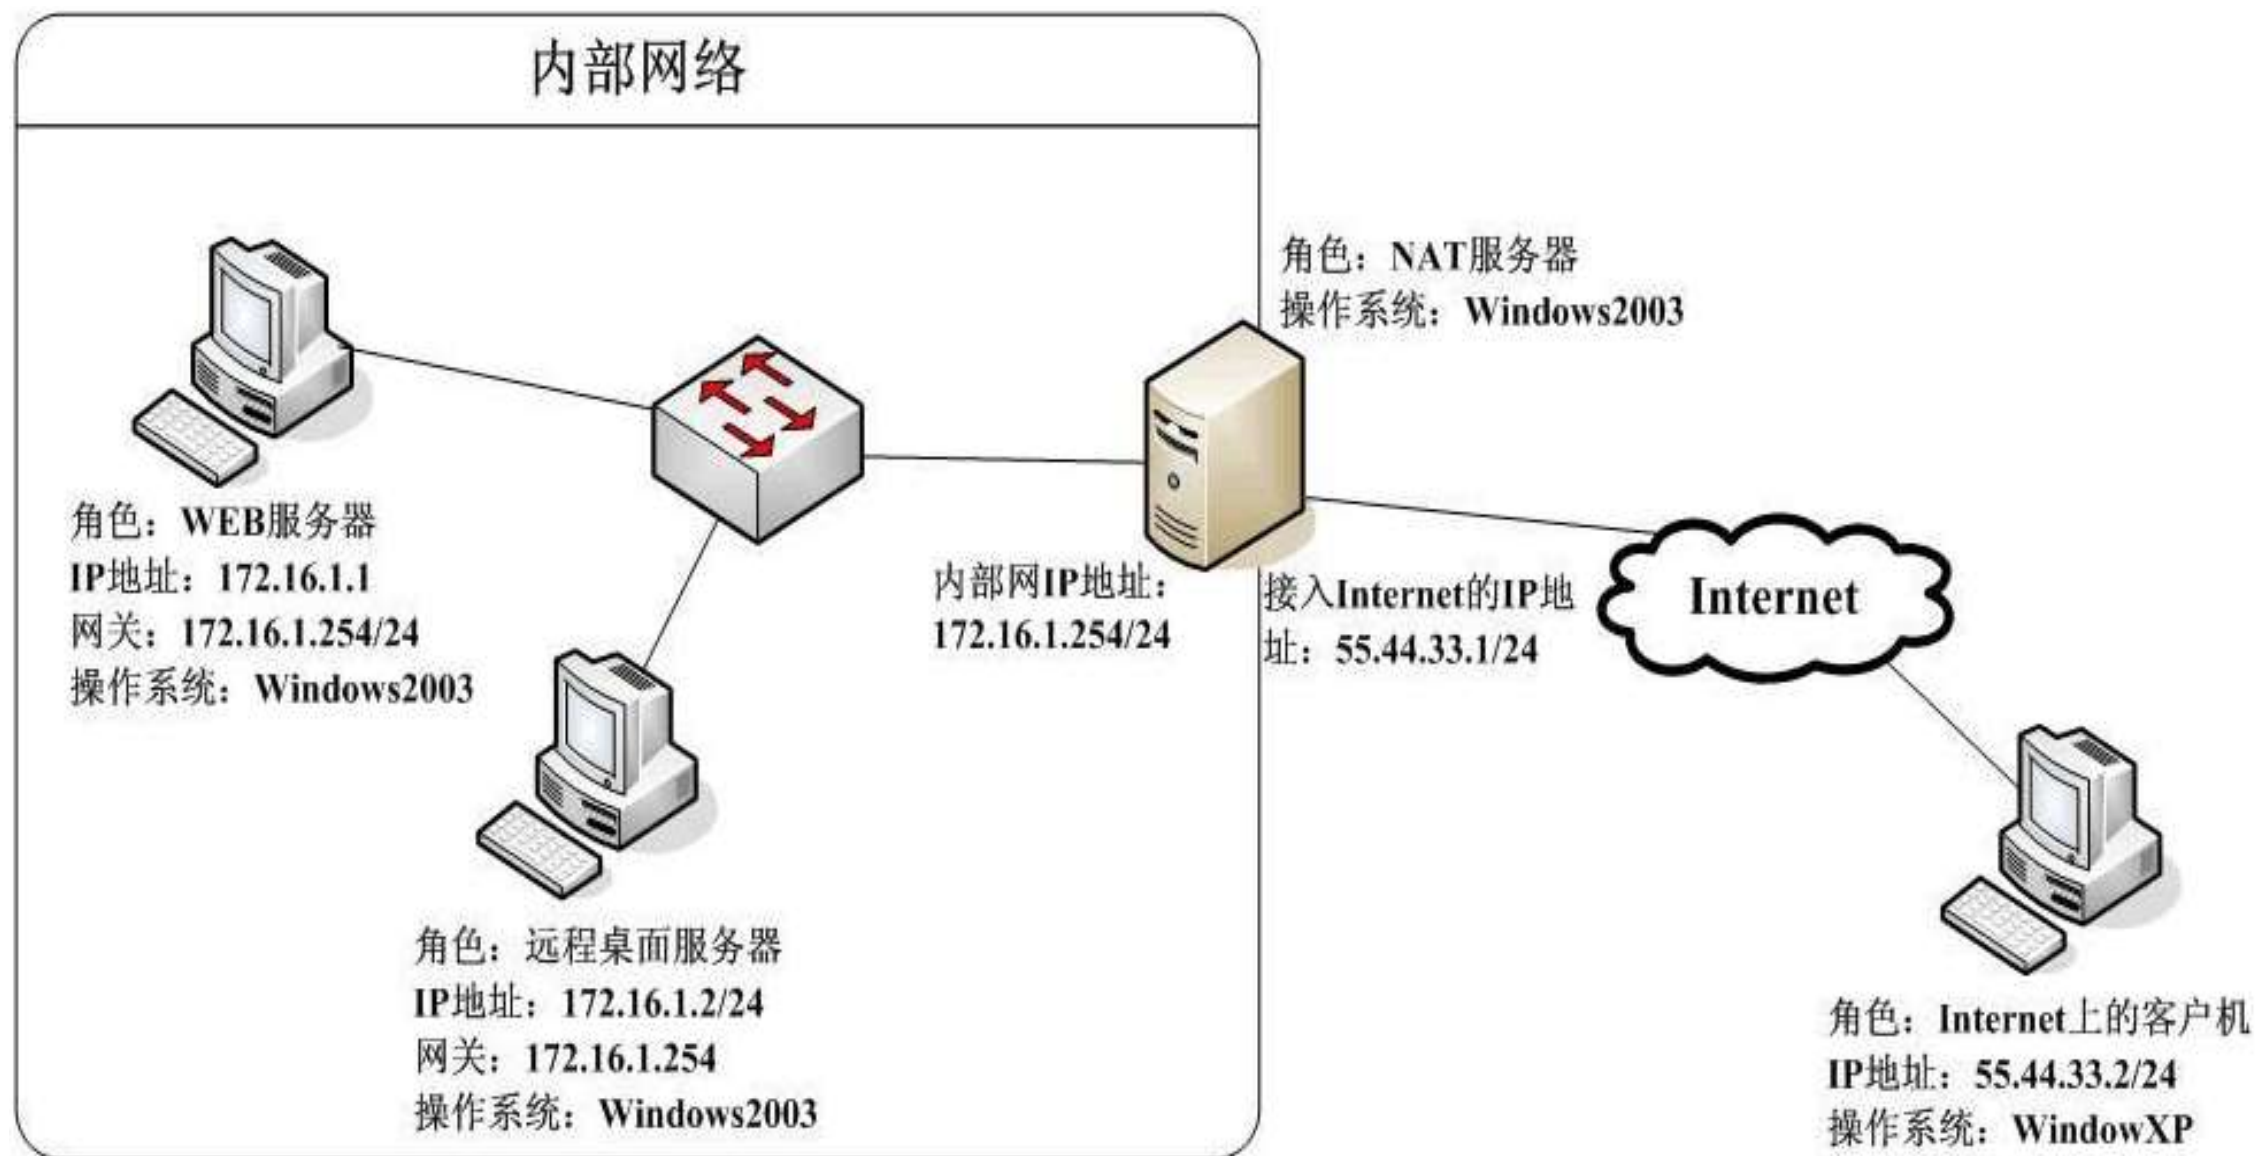 内部网络
角色：NAT服务器
操作系统：Windows2003
角色：WEB服务器
IP地址：172.16.1.1
网关：172.16.1.254/24
操作系统：Windows2003
内部网IP地址：
172.16.1.254/24
接入Internet的IP地
址：55.44.33.1/24
Internet
角色：远程桌面服务器
IP地址：172.16.1.2/24
网关：172.16.1.254
操作系统：Windows2003
角色：Internet上的客户机
IP地址：55.44.33.2/24
操作系统：WindowXP